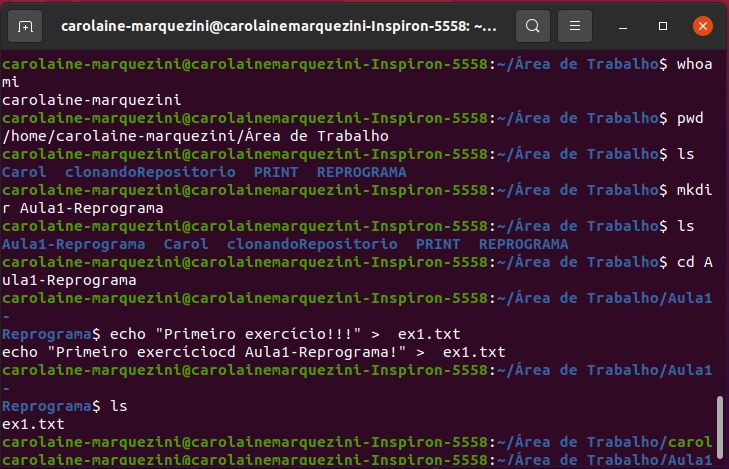 carolaine-marquezini@carolainemarquezini-Inspiron-5558: ~...
carolaine-marquezini@carolainemarquezini-Inspiron-5558:~/Área de Trabalho$ whoa
mi
carolaine-marquezini
carolaine-marquezini@carolainemarquezini-Inspiron-5558:~/Área de Trabalho$ pwd
/home/carolaine-marquezini/Área de Trabalho
carolaine-marquezini@carolainemarquezini-Inspiron-5558:~/Área de Trabalho$ ls
Carol  clonandoRepositorio  PRINT  REPROGRAMA
carolaine-marquezini@carolainemarquezini-Inspiron-5558:~/Área de Trabalho$ mkdi
r Aula1-Reprograma
carolaine-marquezini@carolainemarquezini-Inspiron-5558:~/Área de Trabalho$ ls
Aula1-Reprograma  Carol  clonandoRepositorio  PRINT  REPROGRAMA
carolaine-marquezini@carolainemarquezini-Inspiron-5558:~/Área de Trabalho$ cd A
ula1-Reprograma
carolaine-marquezini@carolainemarquezini-Inspiron-5558:~/Área de Trabalho/Aula1
-
Reprograma$ echo "Primeiro exercício!!!" >  ex1.txt
echo "Primeiro exercíciocd Aula1-Reprograma!" >  ex1.txt
carolaine-marquezini@carolainemarquezini-Inspiron-5558:~/Área de Trabalho/Aula1
-
Reprograma$ ls
ex1.txt
carolaine-marquezini@carolainemarquezini-Inspiron-5558:~/Área de Trabalho/carol
carolaine-marquezini@carolainemarquezini-Inspiron-5558:~/Área de Trabalho/Aula1